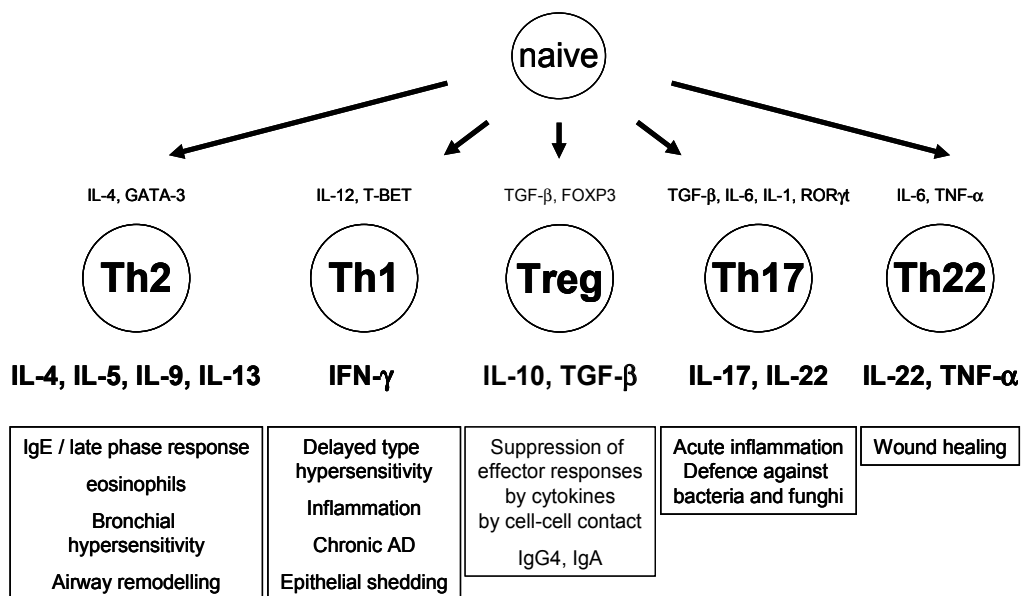 naive
IL-4, GATA-3
IL-12, T-BET
TGF-β, FOXP3
TGF-β, IL-6, IL-1, RORγt
IL-6, TNF-α
Th2
Th1
Treg
Th17
Th22
IL-4, IL-5, IL-9, IL-13
IFN-γ
IL-10, TGF-β
IL-17, IL-22
IL-22, TNF-α
IgE / late phase response
eosinophils
Bronchial
hypersensitivity
Airway remodelling
Delayed type
hypersensitivity
Inflammation
Chronic AD
Epithelial shedding
Suppression of
effector responses
by cytokines
by cell-cell contact
IgG4, IgA
Acute inflammation
Defence against
bacteria and funghi
Wound healing